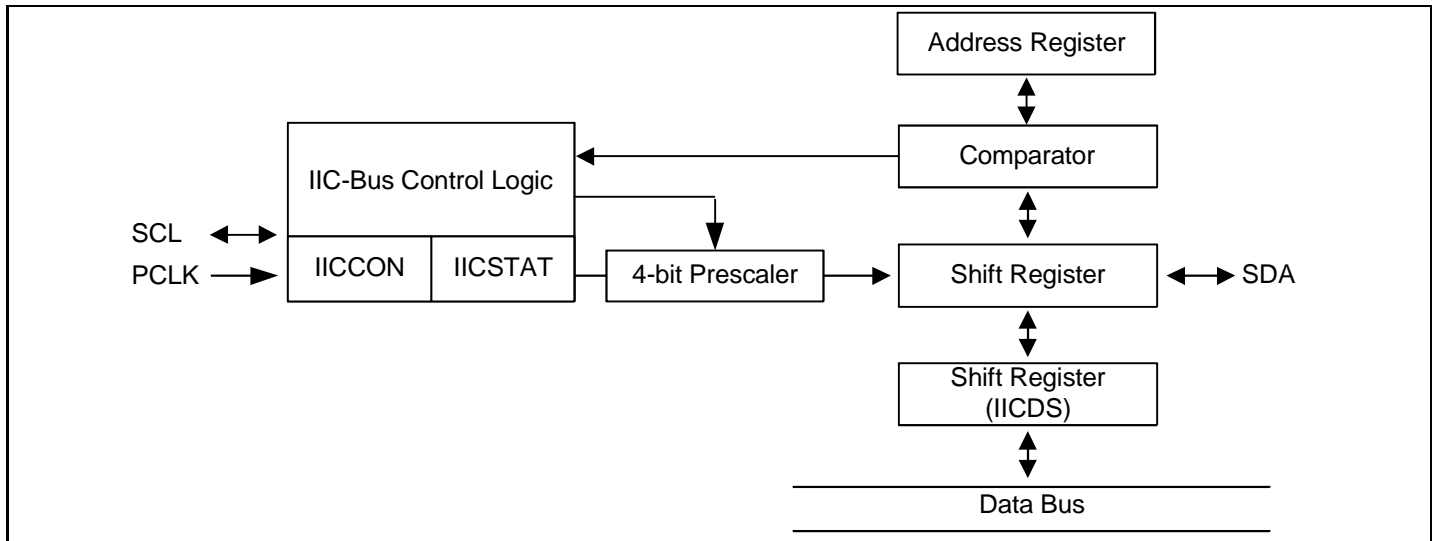 Address Register
Comparator
IIC-Bus Control Logic
SCL
PCLK
IICCON
IICSTAT
4-bit Prescaler
Shift Register
SDA
Shift Register
(IICDS)
Data Bus